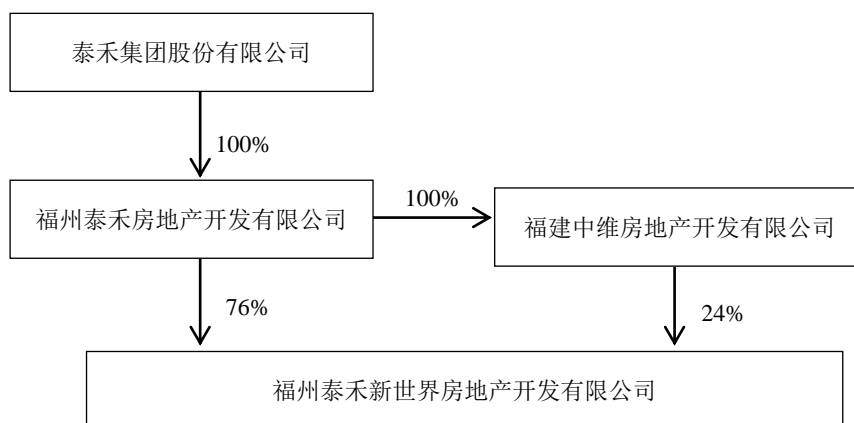 泰禾集团股份有限公司
100%
福州泰禾房地产开发有限公司
100%
福建中维房地产开发有限公司
76%
24%
福州泰禾新世界房地产开发有限公司